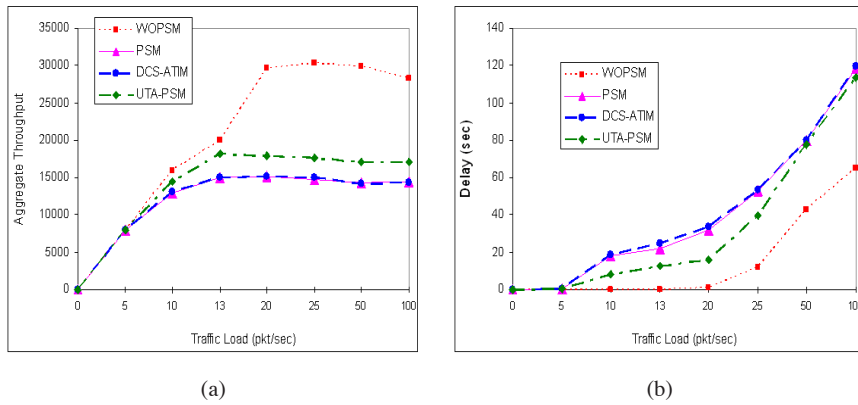 35000
30000
25000
20000
15000
10000
5000
0
Aggregate Throughput
WOPSM
PSM
DCS-ATIM
UTA-PSM
0 5 10 13 20 25 50 100
Traffic Load (pkt/sec)
(a)
140
120
100
80
60
40
20
0
Delay (sec)
WOPSM
PSM
DCS-ATIM
UTA-PSM
0 5 10 13 20 25 50 10
Traffic Load (pkt/sec)
(b)